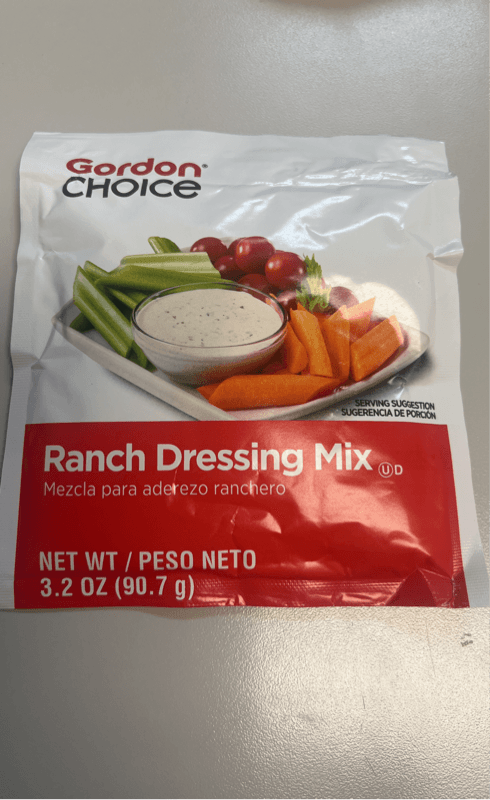 Gordon®
CHOICE
SERVING SUGGESTION
SUGERENCIA DE PORCIÓN
Ranch Dressing Mix ⓊD
Mezcla para aderezo ranchero
NET WT / PESO NETO
3.2 OZ (90.7 g)